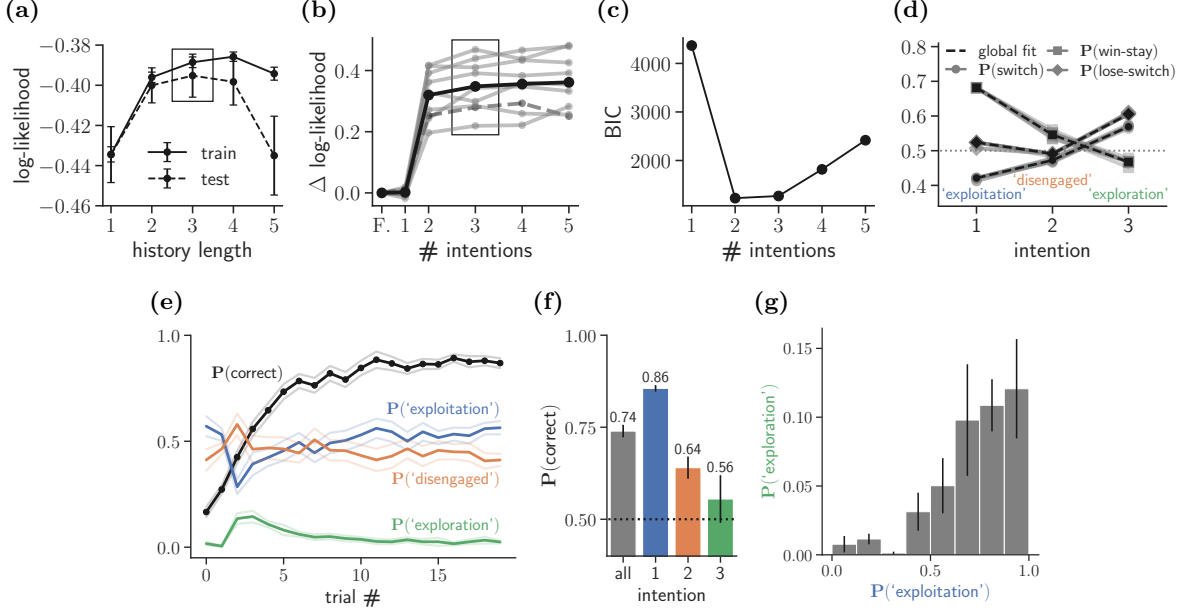 (a)
−0.38
−0.40
−0.42
−0.44
−0.46
log-likelihood
train
test
1 2 3 4 5
history length
(b)
0.4
0.2
0.0
Δ log-likelihood
F. 1 2 3 4 5
# intentions
(c)
4000
2000
BIC
1 2 3 4 5
# intentions
(d)
0.8
0.7
0.6
0.5
0.4
global fit
P(switch)
P(win-stay)
P(lose-switch)
'exploitation'
'disengaged'
'exploration'
1 2 3
intention
(e)
1.0
0.5
0.0
P(correct)
P('exploitation')
P('disengaged')
P('exploration')
0 5 10 15
trial #
(f)
1.00
0.75
0.50
P(correct)
0.74
0.86
0.64
0.56
all 1 2 3
intention
(g)
0.15
0.10
0.05
0.00
P('exploration')
0.0 0.5 1.0
P('exploitation')